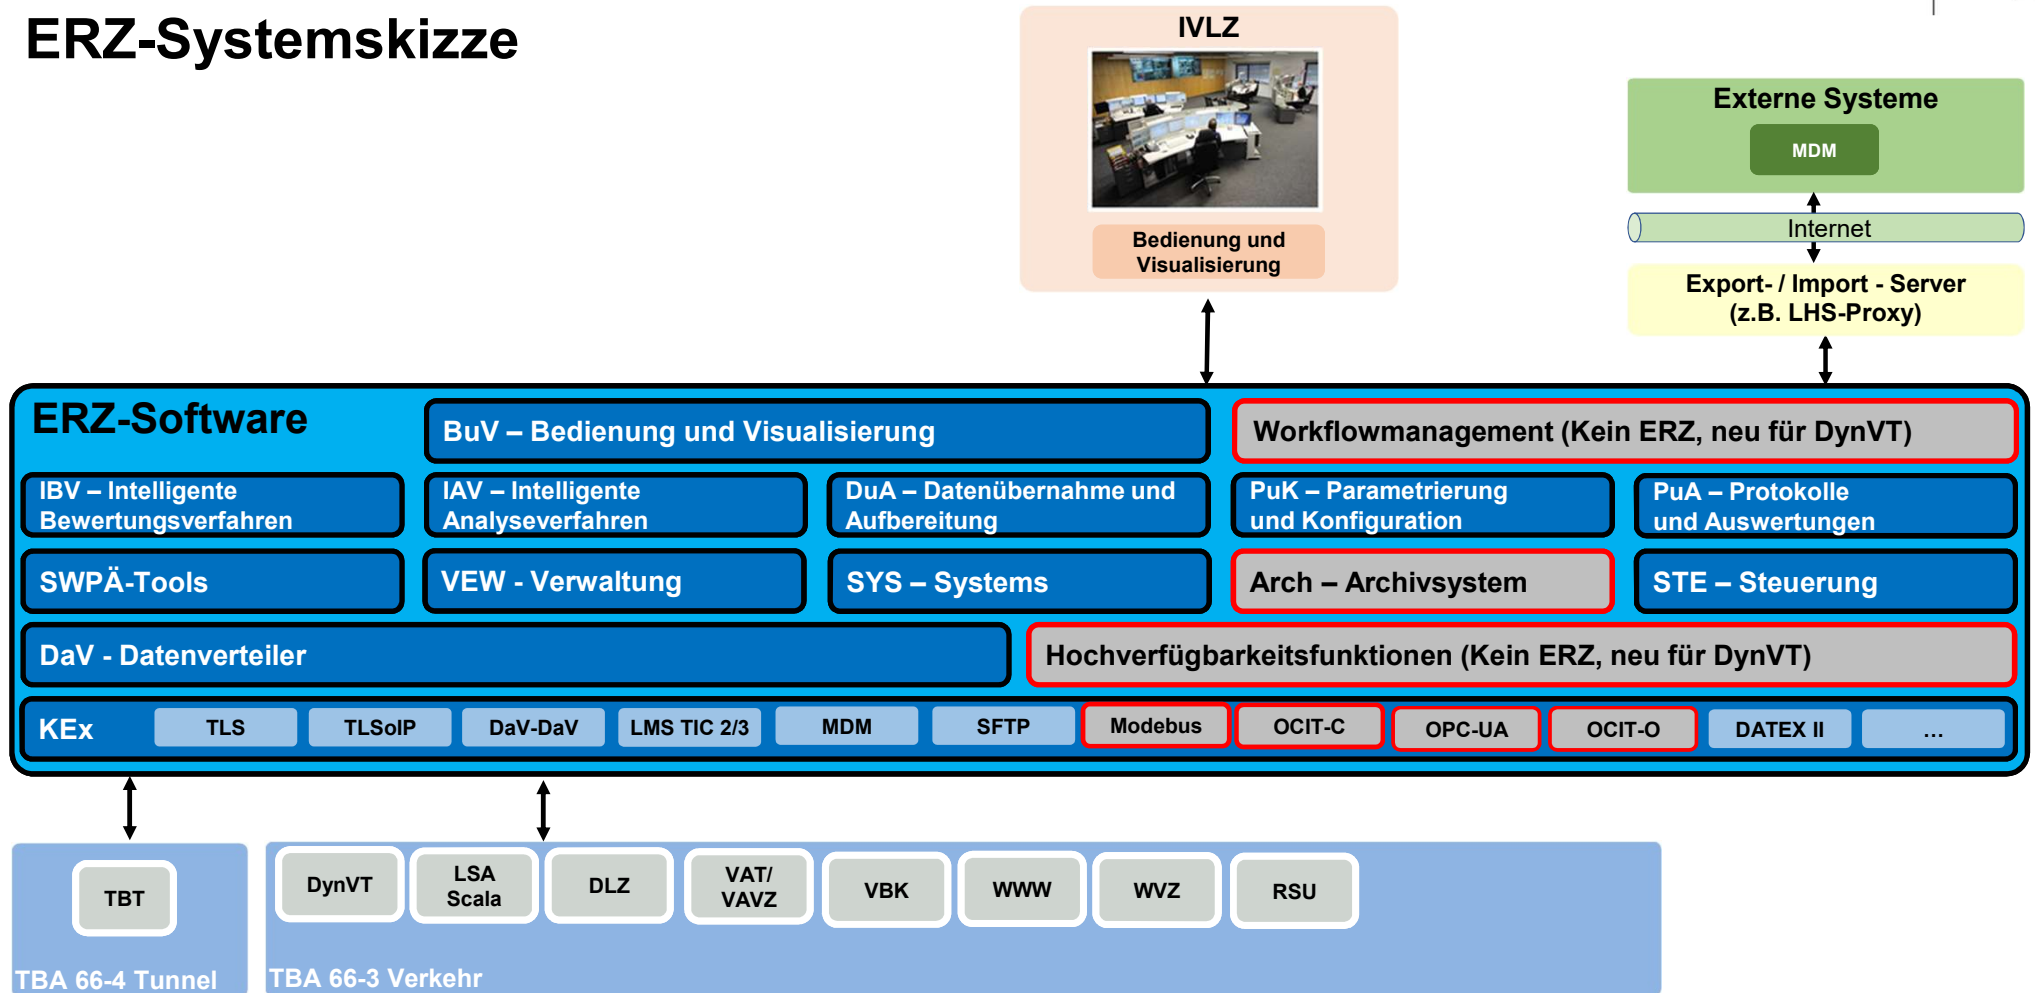 ERZ-Systemskizze
IVLZ
Bedienung und
Visualisierung
Externe Systeme
MDM
Internet
Export- / Import - Server
(z.B. LHS-Proxy)
ERZ-Software
BuV – Bedienung und Visualisierung
Workflowmanagement (Kein ERZ, neu für DynVT)
IBV – Intelligente
Bewertungsverfahren
IAV – Intelligente
Analyseverfahren
DuA – Datenübernahme und
Aufbereitung
PuK – Parametrierung
und Konfiguration
PuA – Protokolle
und Auswertungen
SWPÄ-Tools
VEW - Verwaltung
SYS – Systems
Arch – Archivsystem
STE – Steuerung
DaV - Datenverteiler
Hochverfügbarkeitsfunktionen (Kein ERZ, neu für DynVT)
KEx
TLS
TLSoIP
DaV-DaV
LMS TIC 2/3
MDM
SFTP
Modebus
OCIT-C
OPC-UA
OCIT-O
DATEX II
...
TBT
TBA 66-4 Tunnel
DynVT
LSA
Scala
DLZ
VAT/
VAVZ
VBK
WWW
WVZ
RSU
TBA 66-3 Verkehr